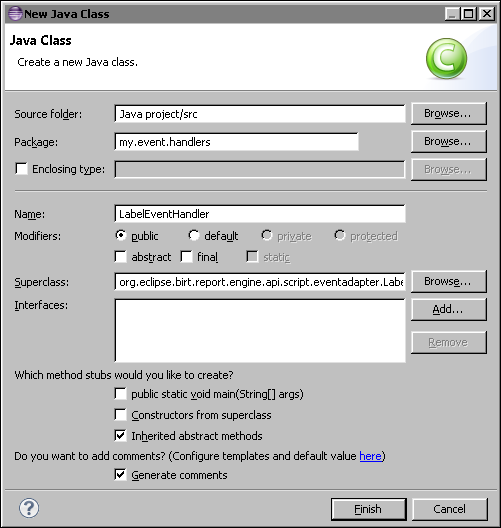 New Java Class
Java Class
Create a new Java class.
C
Source folder: Java project/src Browse...
Package: my.event.handlers Browse...
Enclosing type: Browse...
Name: LabelEventHandler
Modifiers: public default private protected
abstract final static
Superclass: org.eclipse.birt.report.engine.api.script.eventadapter.Labe Browse...
Interfaces: Add...
Remove
Which method stubs would you like to create?
public static void main(String[] args)
Constructors from superclass
Inherited abstract methods
Do you want to add comments? (Configure templates and default value here)
Generate comments
? Finish Cancel